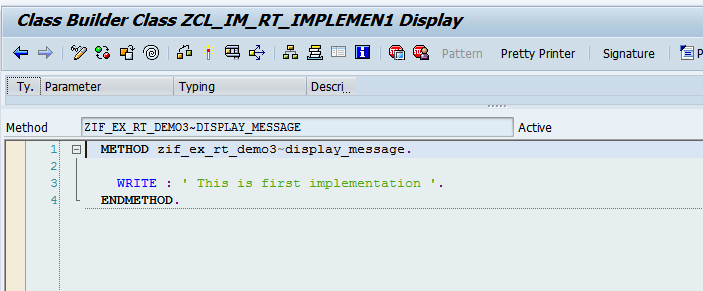 Class Builder Class ZCL_IM_RT_IMPLEMEN1 Display
Pattern Pretty Printer Signature P
Ty. Parameter Typing Descri..
Method ZIF_EX_RT_DEMO3~DISPLAY_MESSAGE Active
1 METHOD zif_ex_rt_demo3~display_message.
2
3 WRITE : ' This is first implementation '.
4 ENDMETHOD.